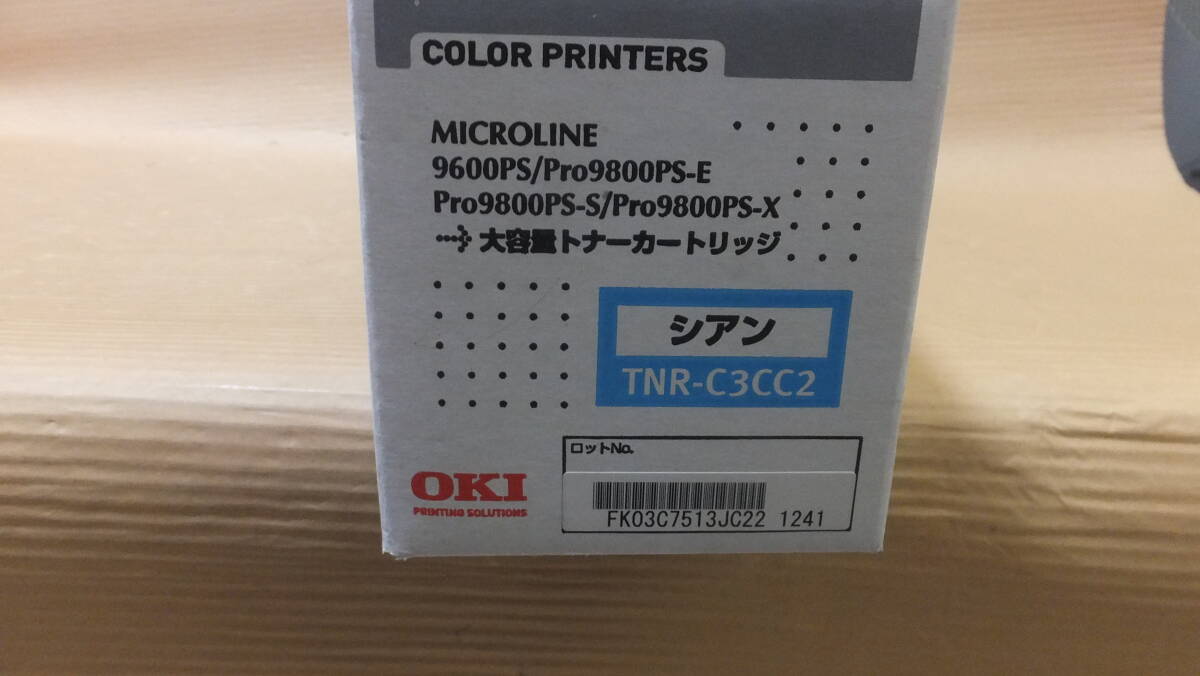 COLOR PRINTERS
MICROLINE
9600PS/Pro9800PS-E
Pro9800PS-S/Pro9800PS-X
大容量トナーカートリッジ
シアン
TNR-C3CC2
ロットNo.
FK03C7513JC22 1241
OKI
PRINTING SOLUTIONS